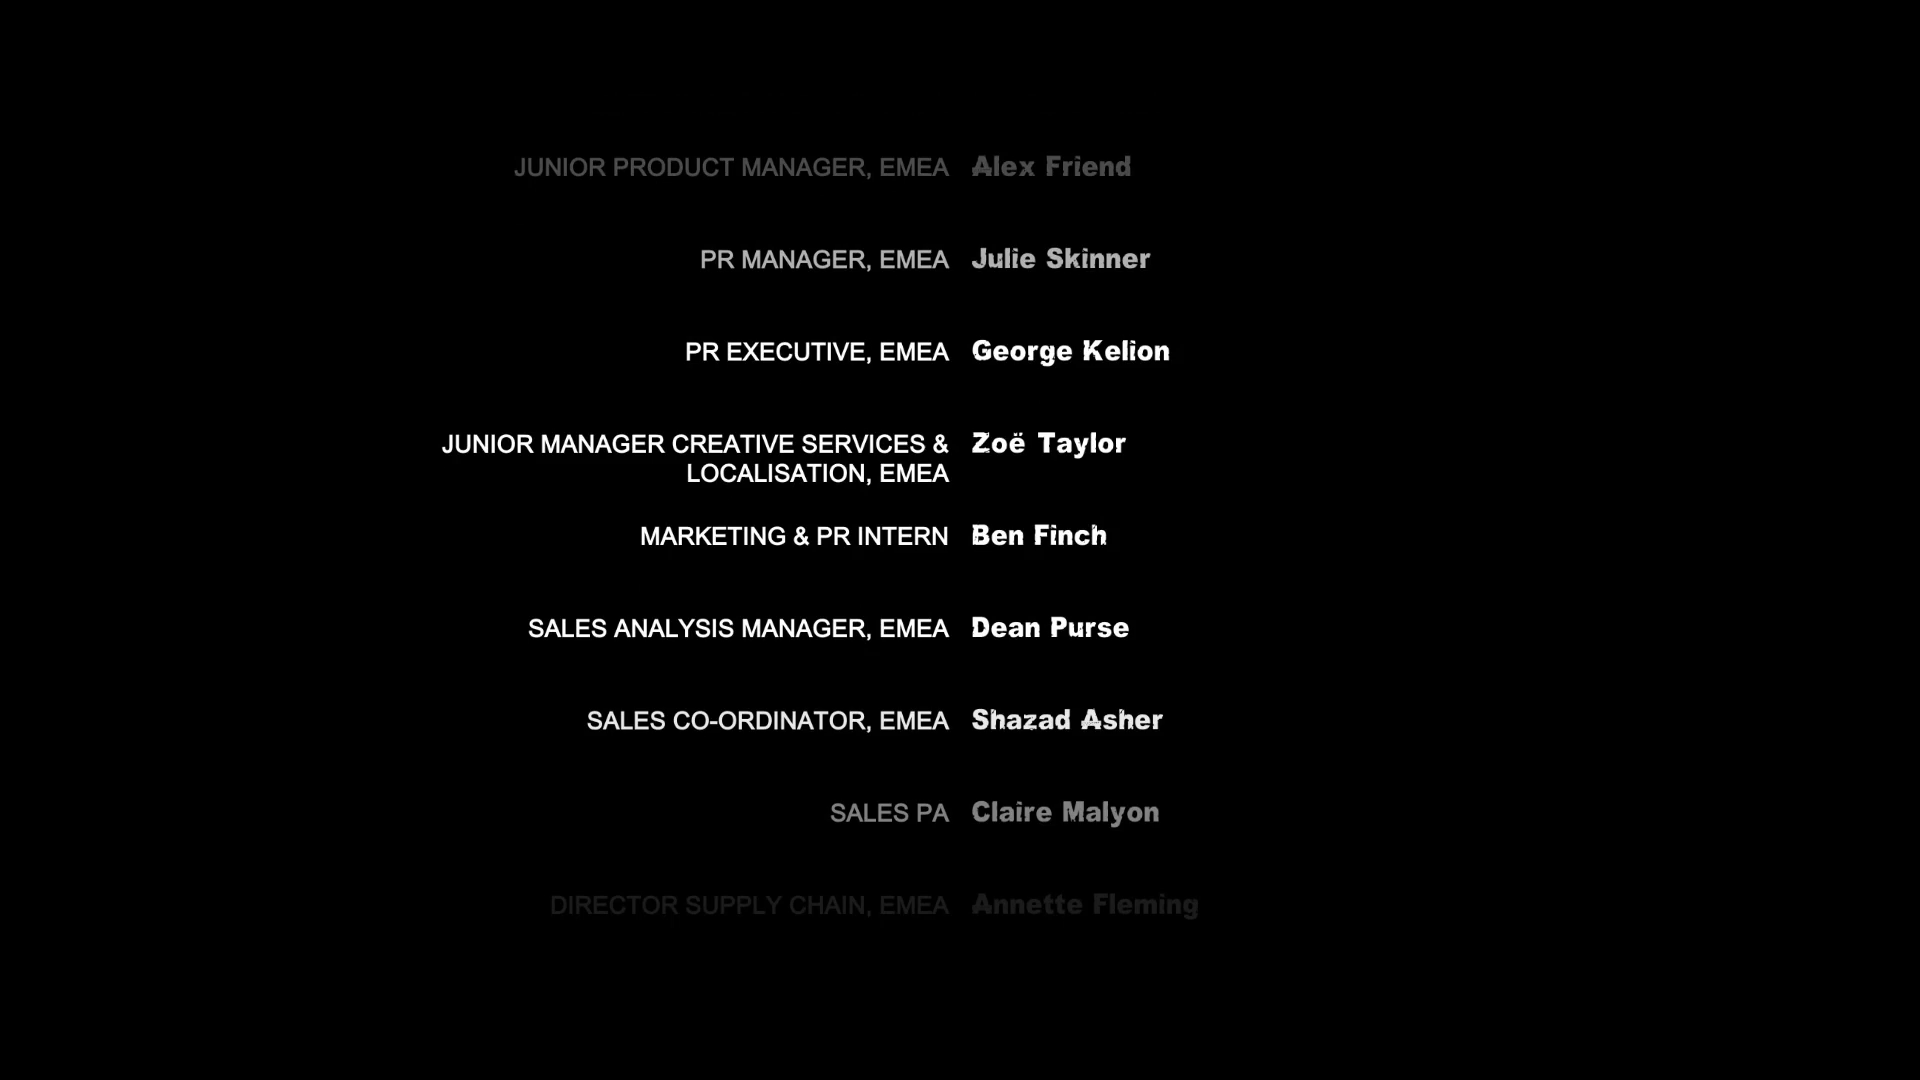 JUNIOR PRODUCT MANAGER, EMEA Alex Friend
PR MANAGER, EMEA Julie Skinner
PR EXECUTIVE, EMEA George Kelion
JUNIOR MANAGER CREATIVE SERVICES & Zoë Taylor
LOCALISATION, EMEA
MARKETING & PR INTERN Ben Finch
SALES ANALYSIS MANAGER, EMEA Dean Purse
SALES CO-ORDINATOR, EMEA Shazad Asher
SALES PA Claire Malyon
DIRECTOR SUPPLY CHAIN, EMEA Annette Fleming